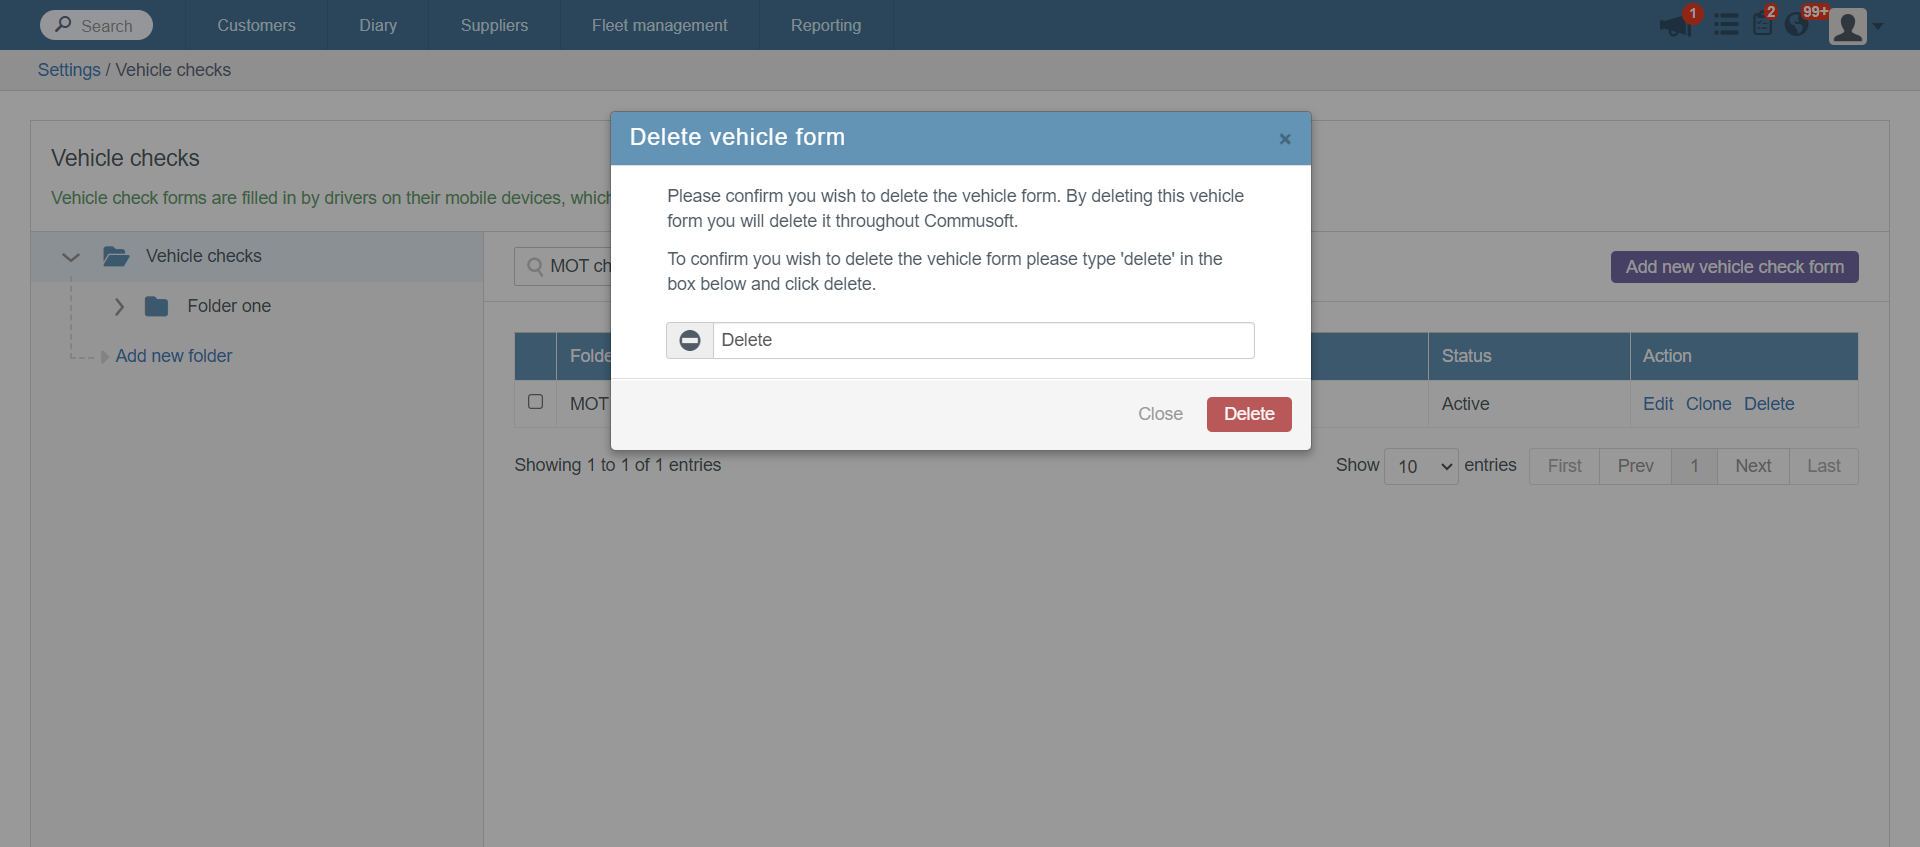 Search
Customers
Diary
Suppliers
Fleet management
Reporting
1
2
99+
Settings / Vehicle checks
Vehicle checks
Vehicle check forms are filled in by drivers on their mobile devices,
Vehicle checks
Folder one
Add new folder
MOT
Add new vehicle check form
Status
Action
MOT
Active
Edit Clone Delete
Showing 1 to 1 of 1 entries
Show 10 entries
First
Prev
1
Next
Last
Delete vehicle form
×
Please confirm you wish to delete the vehicle form. By deleting this vehicle
form you will delete it throughout Commusoft.
To confirm you wish to delete the vehicle form please type 'delete' in the
box below and click delete.
Delete
Close
Delete